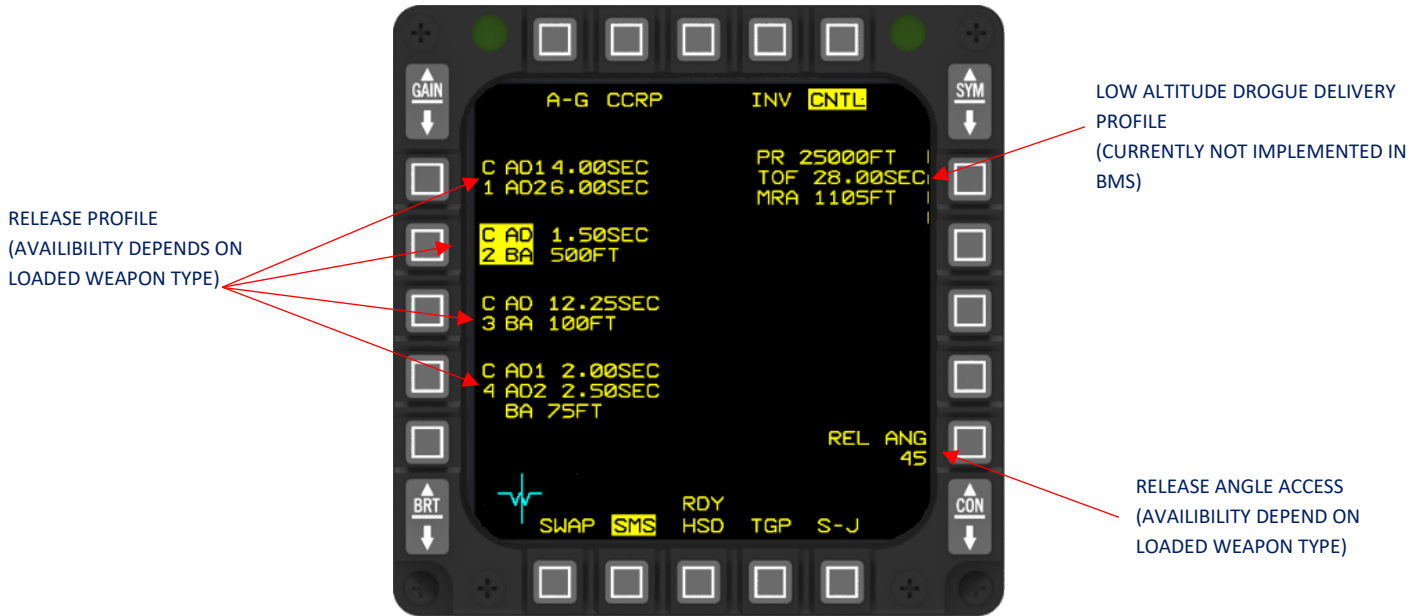 GAIN
SYM
A-G CCRP INV CNTL
C AD1 4.00SEC
1 AD2 6.00SEC
PR 25000FT
TOF 28.00SEC
MRA 1105FT
C AD 1.50SEC
2 BA 500FT
C AD 12.25SEC
3 BA 100FT
C AD1 2.00SEC
4 AD2 2.50SEC
BA 75FT
REL ANG
45
BRT
CON
RDY
SWAP SMS HSD TGP S-J
RELEASE PROFILE
(AVAILIBILITY DEPENDS ON
LOADED WEAPON TYPE)
LOW ALTITUDE DROGUE DELIVERY
PROFILE
(CURRENTLY NOT IMPLEMENTED IN
BMS)
RELEASE ANGLE ACCESS
(AVAILIBILITY DEPEND ON
LOADED WEAPON TYPE)